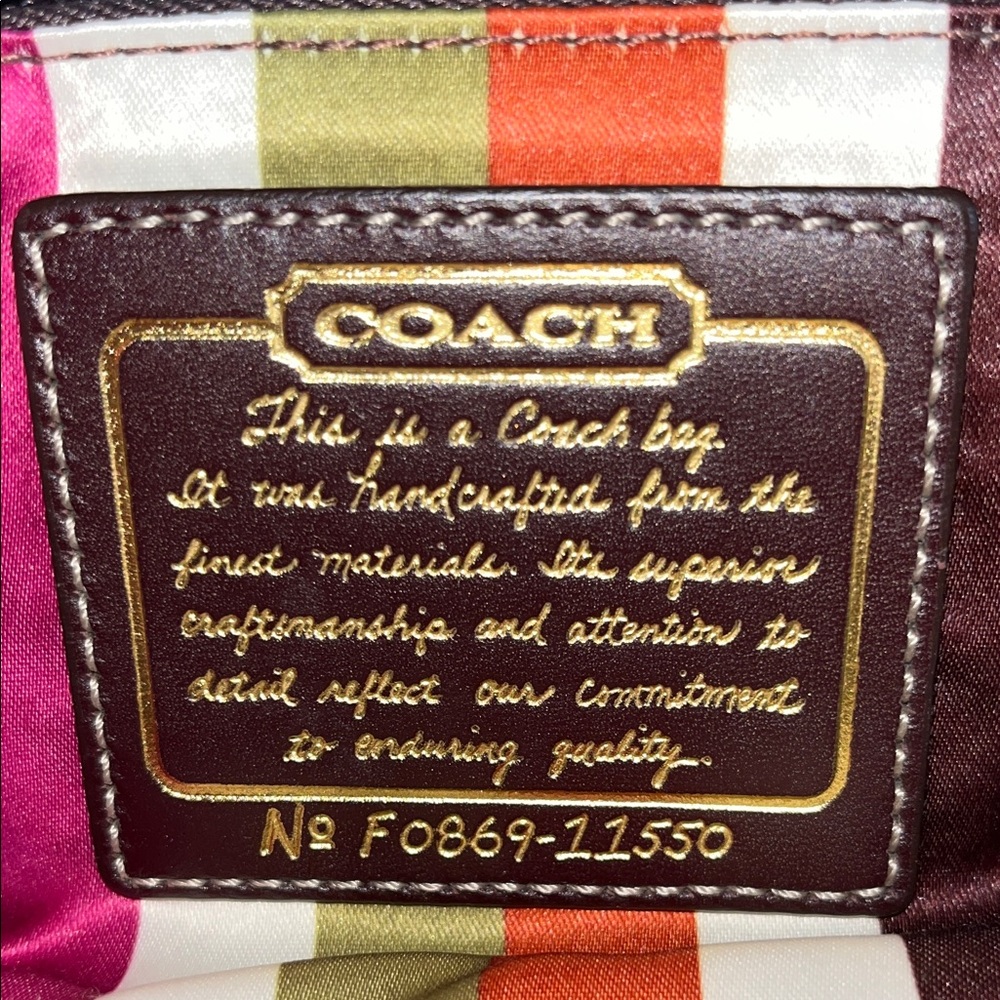 COACH
This is a Coach bag.
It was handcrafted from the
finest materials. Its superior
craftsmanship and attention to
detail reflect our commitment
to enduring quality.
Nº F0869-11550